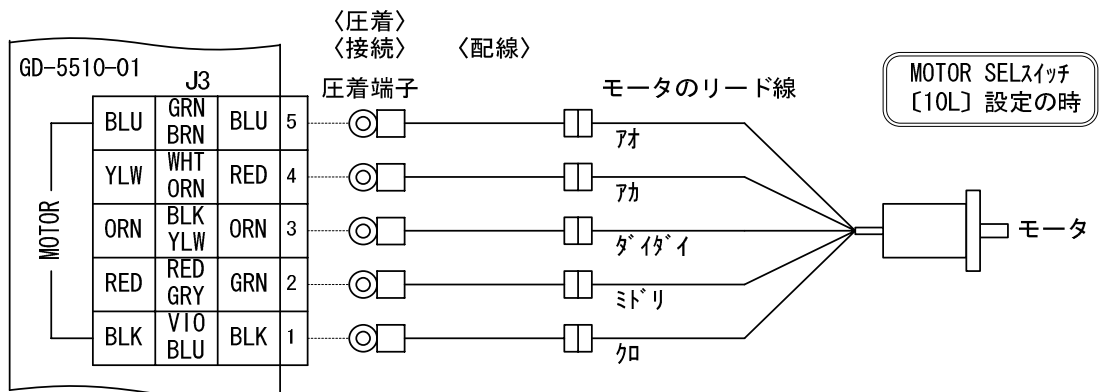 〈圧着〉
〈接続〉 〈配線〉
GD-5510-01
J3
圧着端子 モータのリード線
MOTOR SELスイッチ
〔10L〕設定の時
MOTOR
BLU GRN BRN BLU 5
アオ
YLW WHT ORN RED 4
アカ
ORN BLK YLW ORN 3
ダイダイ
RED RED GRY GRN 2
ミドリ
BLK VIO BLU BLK 1
クロ
モータ